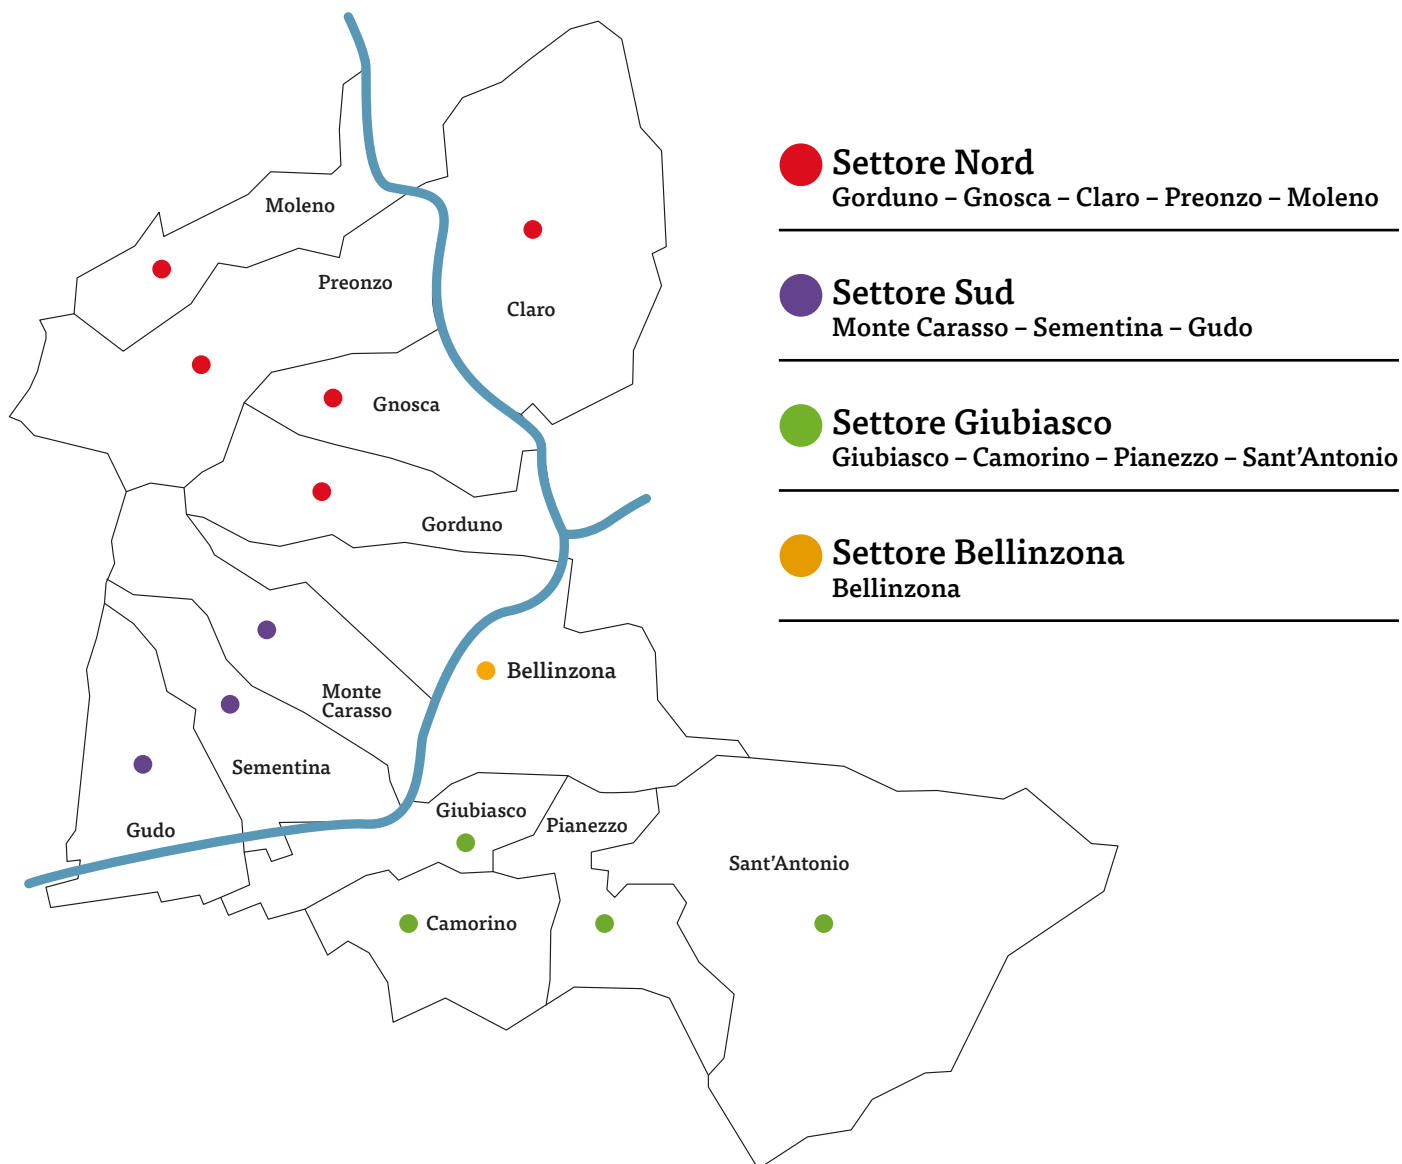 Moleno
Preonzo
Claro
Gnosca
Gorduno
Bellinzona
Monte
Carasso
Sementina
Gudo
Giubiasco
Pianezzo
Sant’Antonio
Camorino
Settore Nord
Gorduno – Gnosca – Claro – Preonzo – Moleno
Settore Sud
Monte Carasso – Sementina – Gudo
Settore Giubiasco
Giubiasco – Camorino – Pianezzo – Sant’Antonio
Settore Bellinzona
Bellinzona